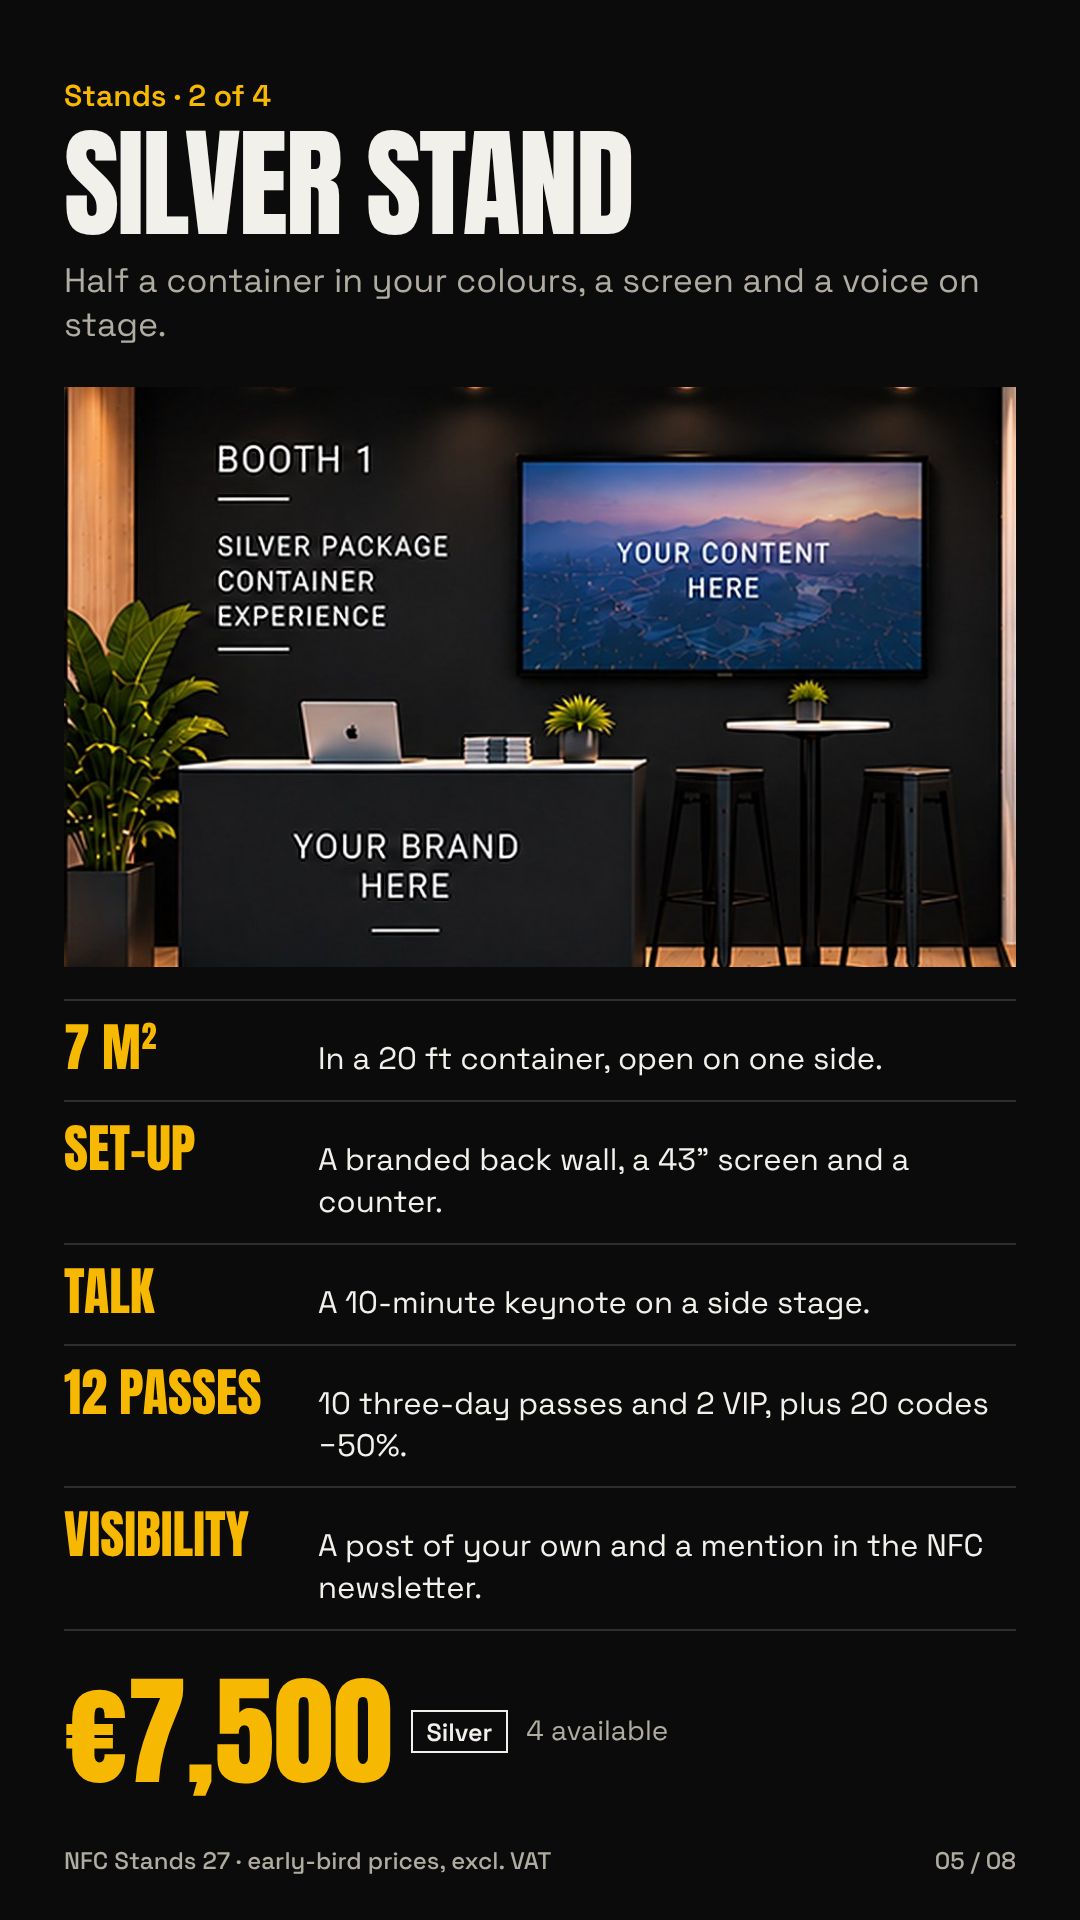 Stands · 2 of 4
SILVER STAND
Half a container in your colours, a screen and a voice on
stage.
BOOTH 1
SILVER PACKAGE
CONTAINER
EXPERIENCE
YOUR CONTENT
HERE
YOUR BRAND
HERE
7 M²
In a 20 ft container, open on one side.
SET-UP
A branded back wall, a 43” screen and a
counter.
TALK
A 10-minute keynote on a side stage.
12 PASSES
10 three-day passes and 2 VIP, plus 20 codes
−50%.
VISIBILITY
A post of your own and a mention in the NFC
newsletter.
€7,500
Silver
4 available
NFC Stands 27 · early-bird prices, excl. VAT
05 / 08